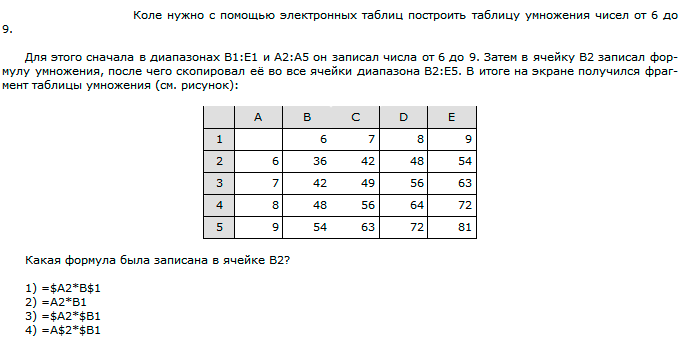 Коле нужно с помощью электронных таблиц построить таблицу умножения чисел от 6 до
9.
Для этого сначала в диапазонах B1:E1 и A2:A5 он записал числа от 6 до 9. Затем в ячейку B2 записал фор-
мулу умножения, после чего скопировал её во все ячейки диапазона B2:E5. В итоге на экране получился фраг-
мент таблицы умножения (см. рисунок):
A B C D E
1 6 7 8 9
2 6 36 42 48 54
3 7 42 49 56 63
4 8 48 56 64 72
5 9 54 63 72 81
Какая формула была записана в ячейке B2?
1) =$A2*B$1
2) =A2*B1
3) =$A2*$B1
4) =A$2*$B1